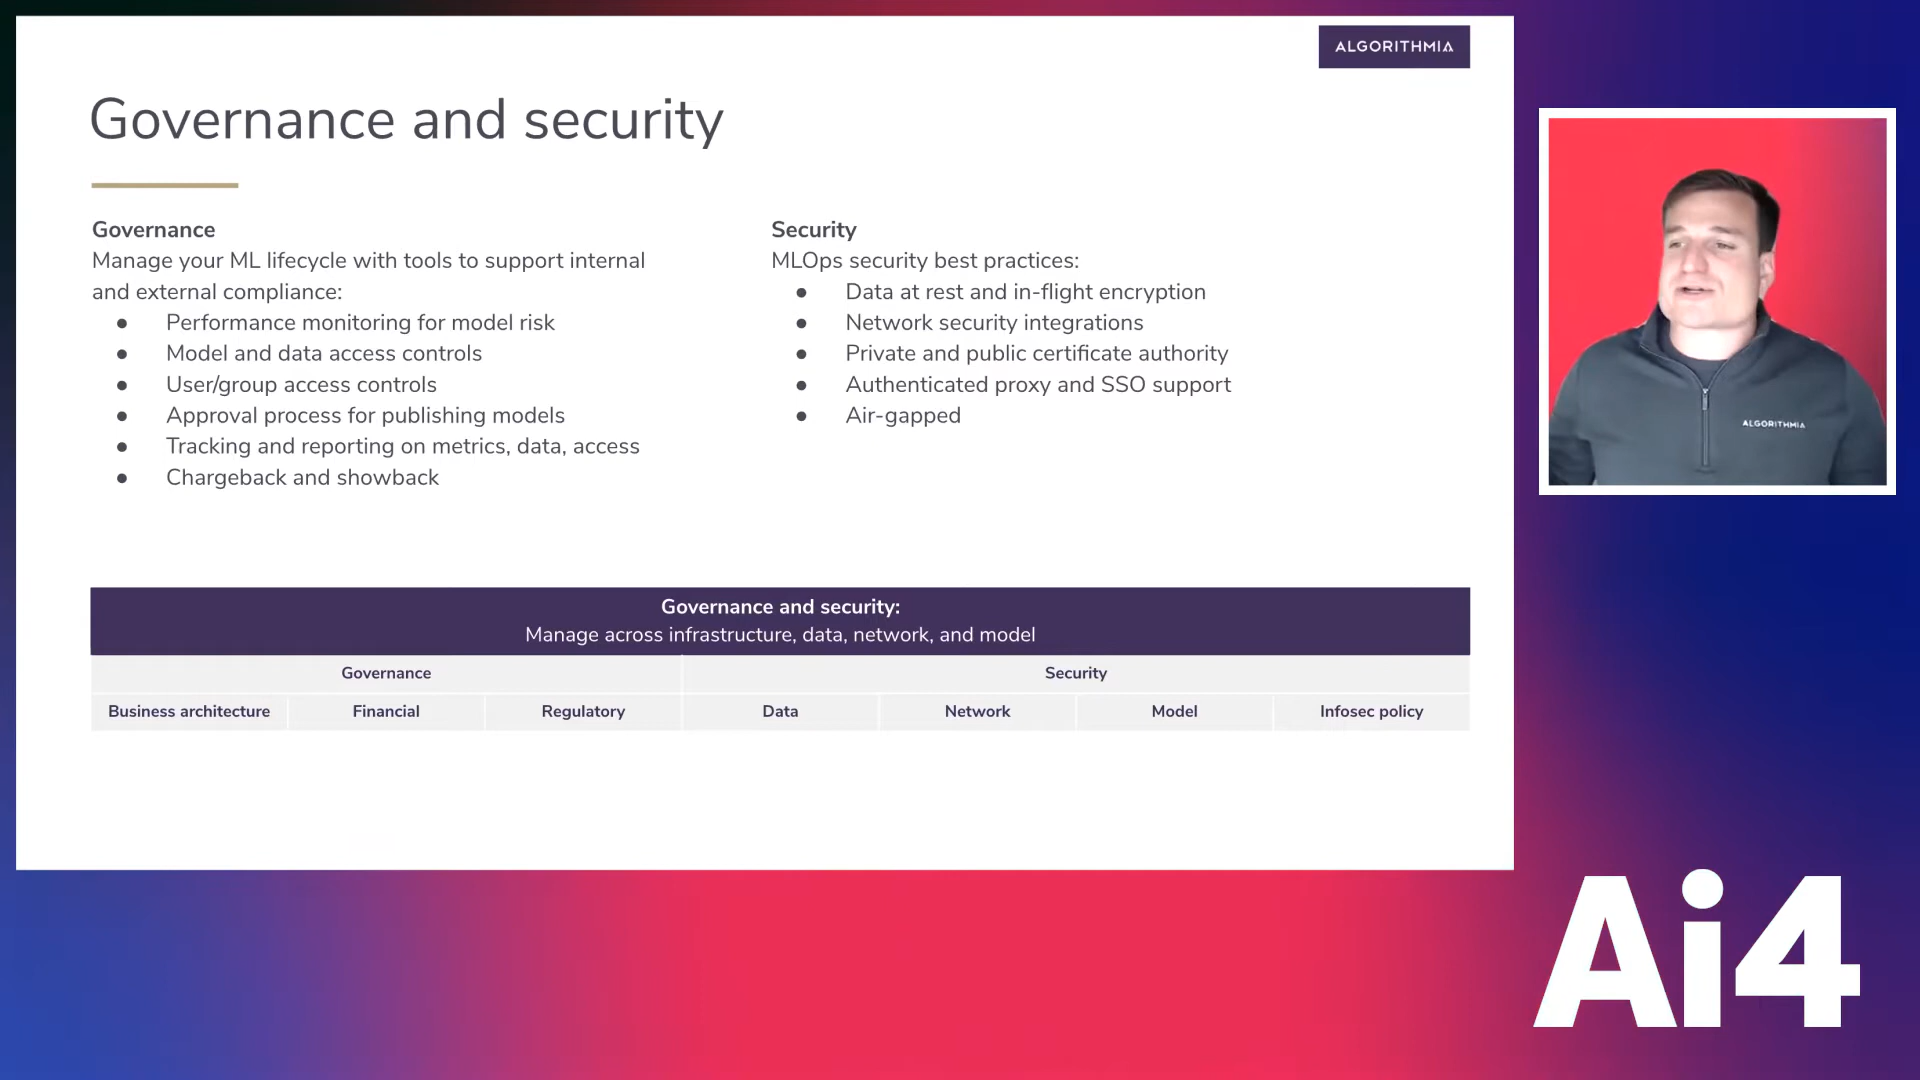 ALGORITHMIA
Governance and security
Governance
Manage your ML lifecycle with tools to support internal
and external compliance:
● Performance monitoring for model risk
● Model and data access controls
● User/group access controls
● Approval process for publishing models
● Tracking and reporting on metrics, data, access
● Chargeback and showback
Security
MLOps security best practices:
● Data at rest and in-flight encryption
● Network security integrations
● Private and public certificate authority
● Authenticated proxy and SSO support
● Air-gapped
Governance and security:
Manage across infrastructure, data, network, and model
Governance Security
Business architecture Financial Regulatory Data Network Model Infosec policy
ALGORITHMIA
Ai4